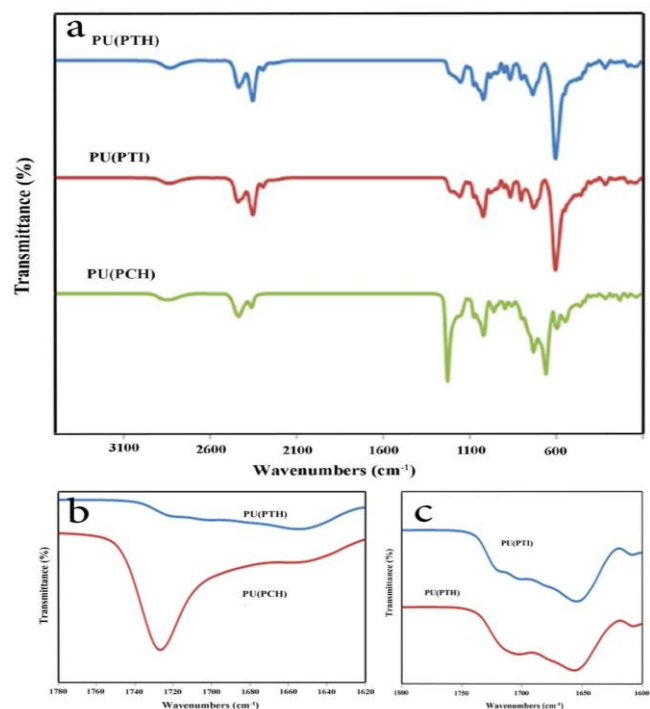 a
PU(PTH)
PU(PTI)
PU(PCH)
Transmittance (%)
3100 2600 2100 1600 1100 600
Wavenumbers (cm⁻¹)
b
PU(PTH)
PU(PCH)
Transmittance (%)
1780 1760 1740 1720 1700 1680 1660 1640 1620
Wavenumbers (cm⁻¹)
c
PU(PTI)
PU(PTH)
Transmittance (%)
1800 1750 1700 1650 1600
Wavenumbers (cm⁻¹)